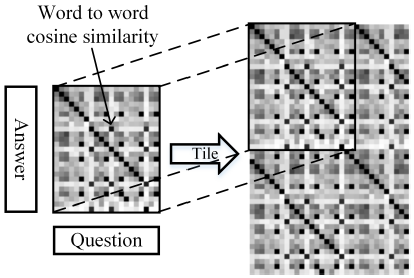 Word to word
cosine similarity
Answer
Tile
Question